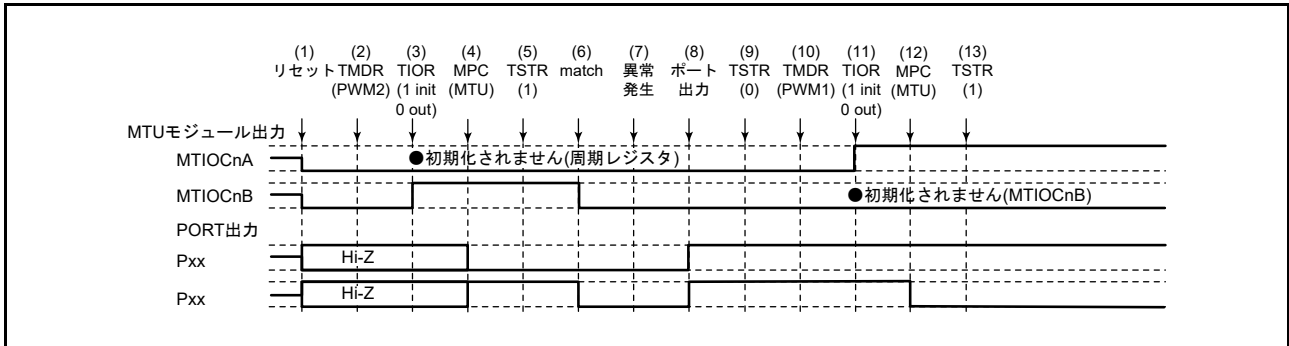 (1) (2) (3) (4) (5) (6) (7) (8) (9) (10) (11) (12) (13)
リセット TMDR TIOR MPC TSTR match 異常 ポート TSTR TMDR TIOR MPC TSTR
(PWM2) (1 init (MTU) (1) 発生 出力 (0) (PWM1) (1 init (MTU) (1)
0 out) 0 out)
MTUモジュール出力
MTIOCnA ●初期化されません(周期レジスタ)
MTIOCnB ●初期化されません(MTIOCnB)
PORT出力
Pxx Hi-Z
Pxx Hi-Z